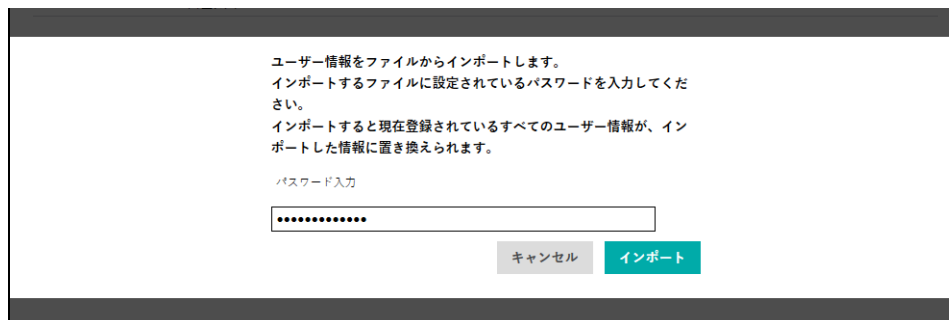 ユーザー情報をファイルからインポートします。
インポートするファイルに設定されているパスワードを入力してくだ
さい。
インポートすると現在登録されているすべてのユーザー情報が、イン
ポートした情報に置き換えられます。
パスワード入力
•••••••••••••
キャンセル
インポート